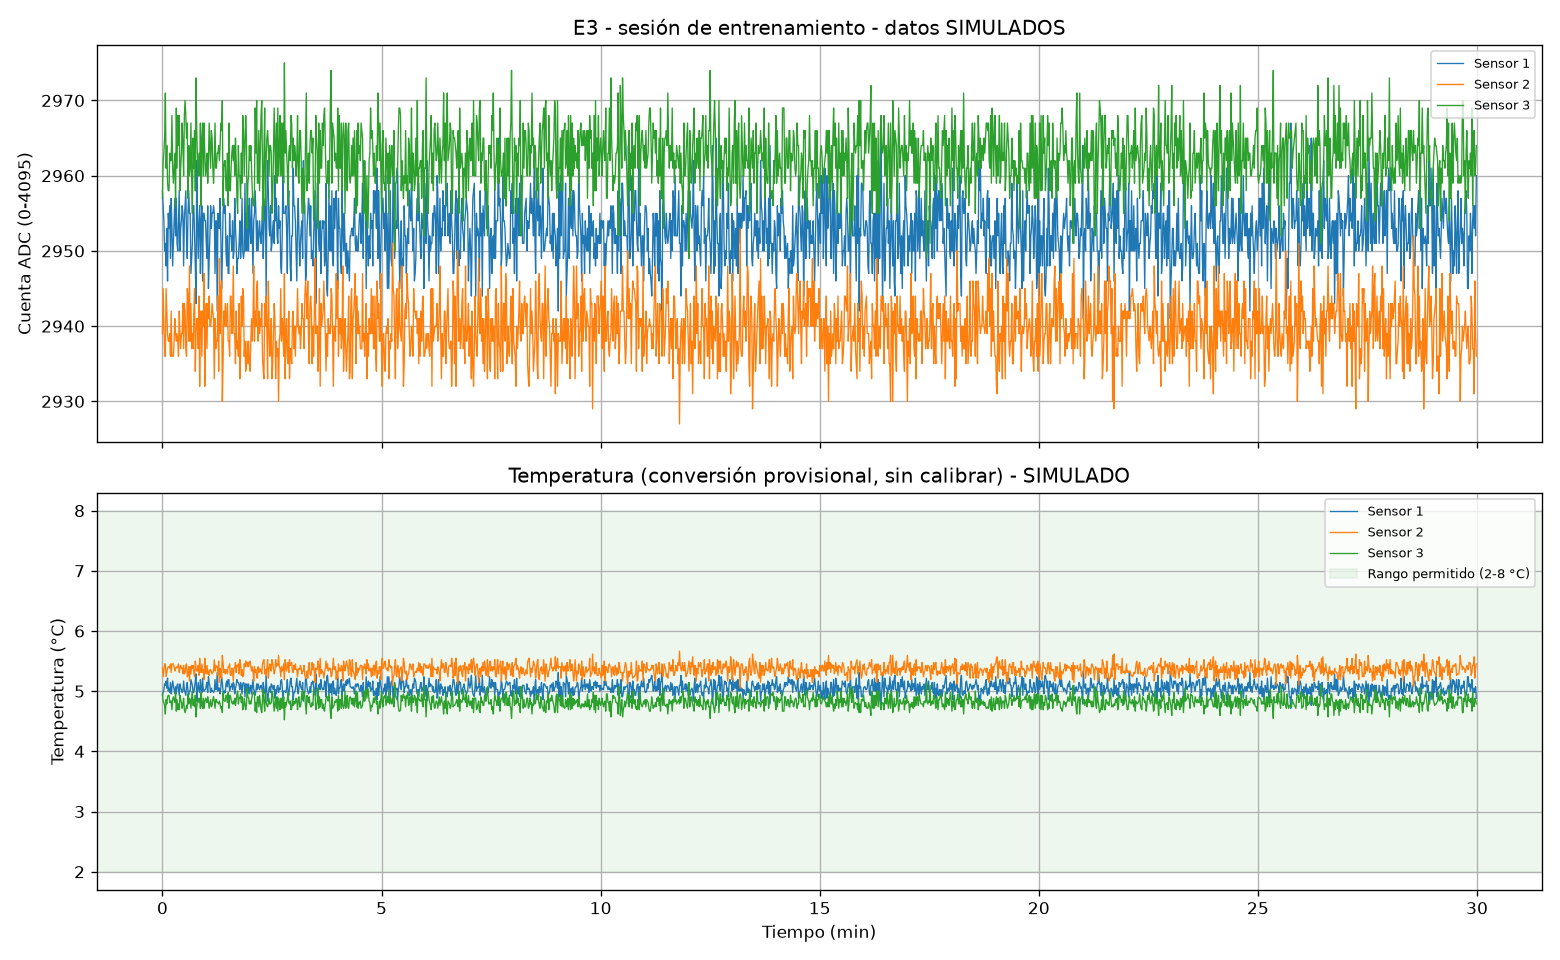 E3 - sesión de entrenamiento - datos SIMULADOS
Cuenta ADC (0-4095)
2970
2960
2950
2940
2930
Sensor 1
Sensor 2
Sensor 3
Temperatura (conversión provisional, sin calibrar) - SIMULADO
Temperatura (°C)
8
7
6
5
4
3
2
Sensor 1
Sensor 2
Sensor 3
Rango permitido (2-8 °C)
0 5 10 15 20 25 30
Tiempo (min)